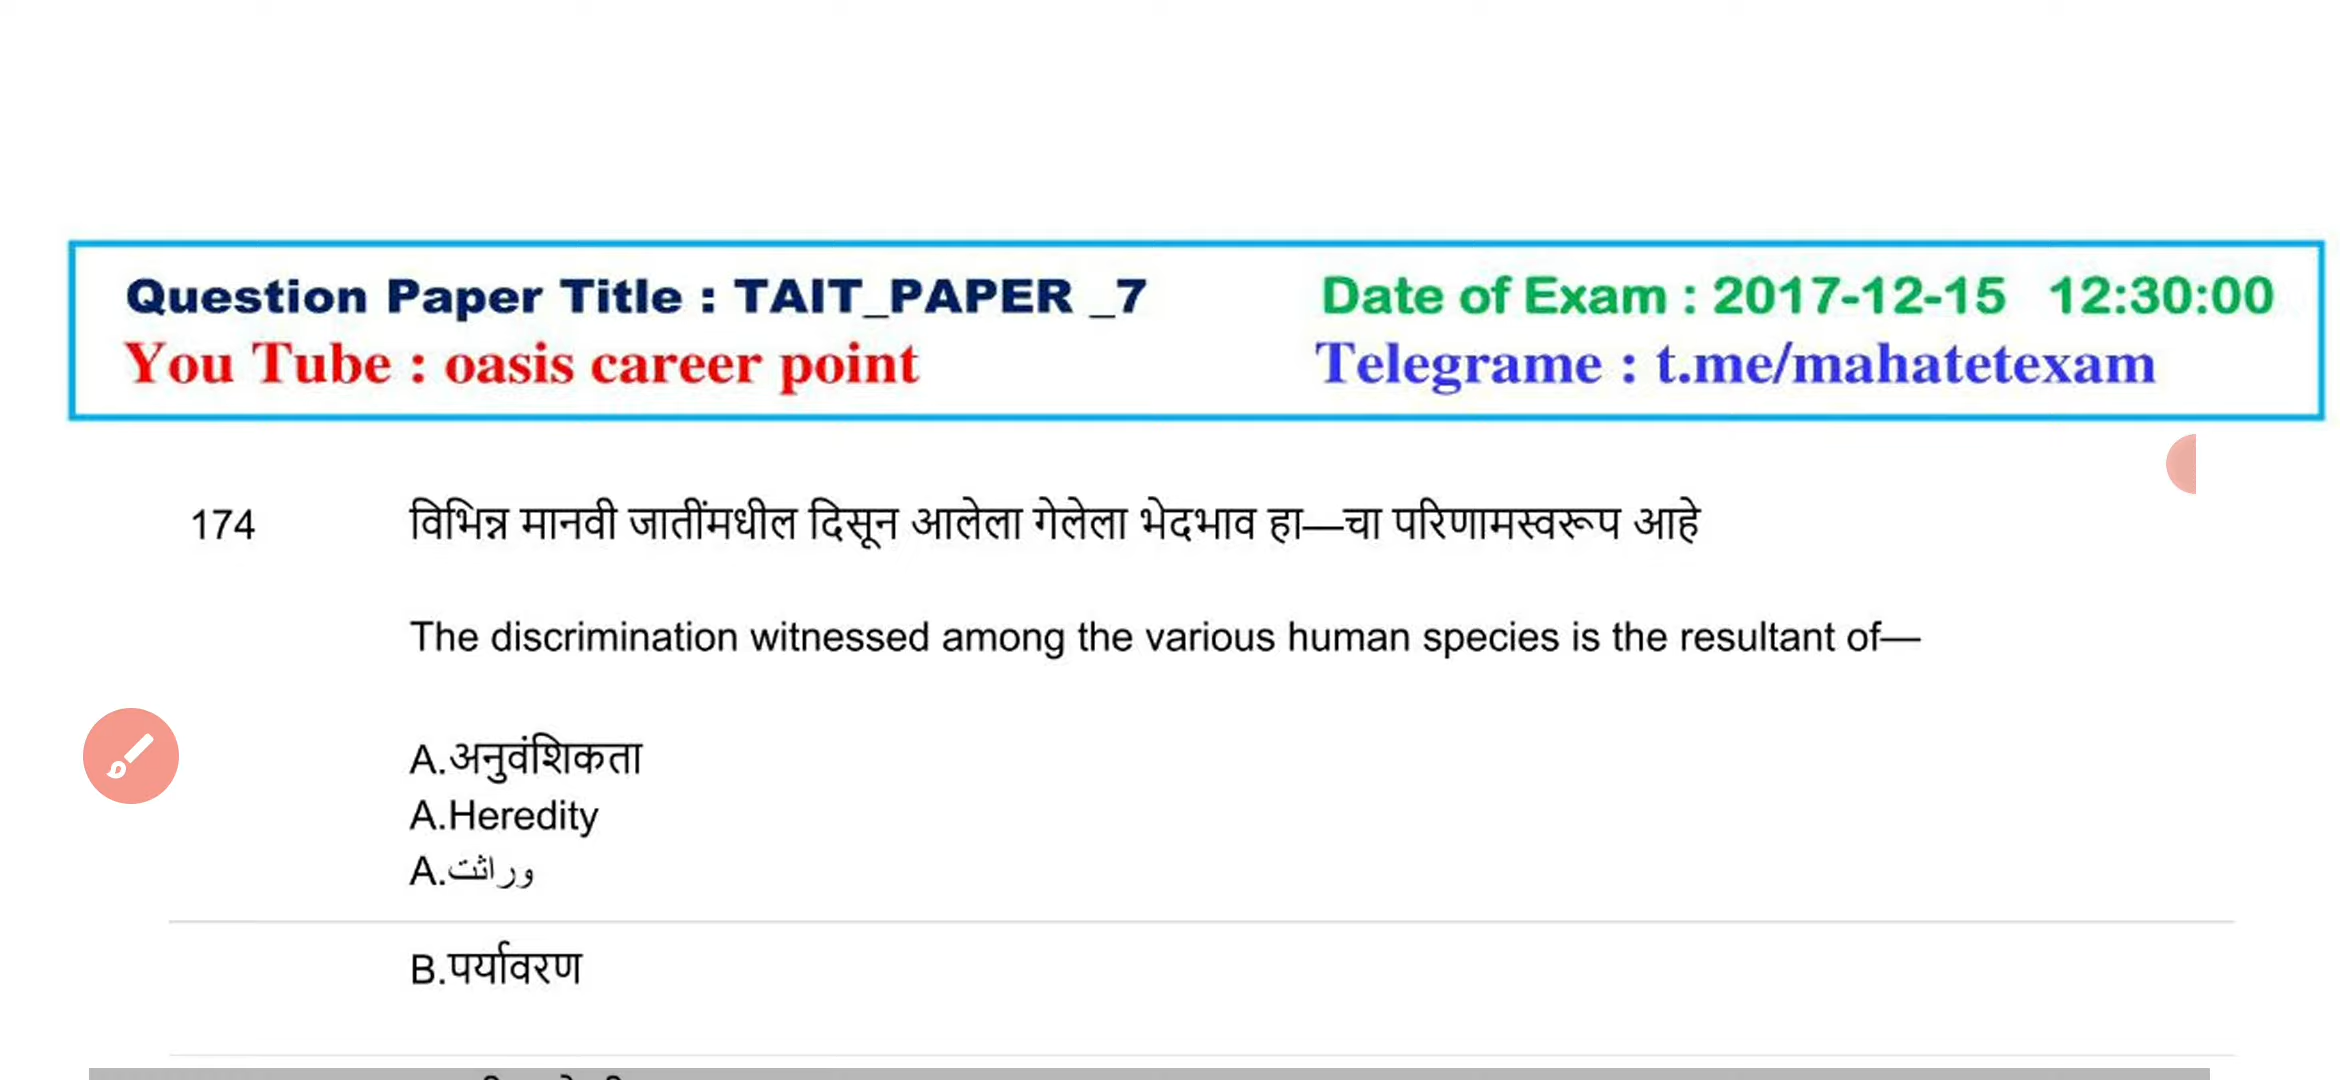 Question Paper Title : TAIT_PAPER _7 Date of Exam : 2017-12-15 12:30:00
You Tube : oasis career point Telegrame : t.me/mahatetexam
174 विभिन्न मानवी जातींमधील दिसून आलेला गेलेला भेदभाव हा—चा परिणामस्वरूप आहे
The discrimination witnessed among the various human species is the resultant of—
A.अनुवंशिकता
A.Heredity
A.وراثت
B.पर्यावरण